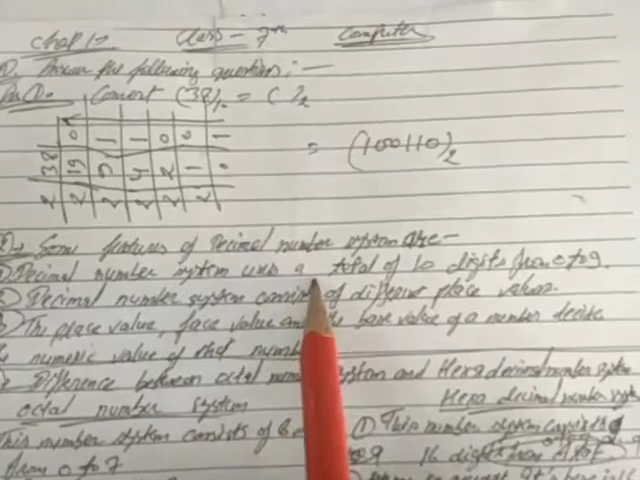 Chap 1 Class - 7th Computer
Q. Answer the following question :-
Convert (38)10 = ( )2
2 38
2 19 0
2 9 1
2 4 1
2 2 0
2 1 0
0 1
= (100110)2
Some features of Decimal number system are -
Decimal number system uses a total of 10 digits from 0 to 9.
Decimal number system consists of different place values.
The place value, face value and base value of a number decide
numeric value of that number
Difference between octal number system and Hexa decimal number system
octal number system Hexa decimal number system
This number system consists of 8 ① This number system consists of
from 0 to 7 16 digits from